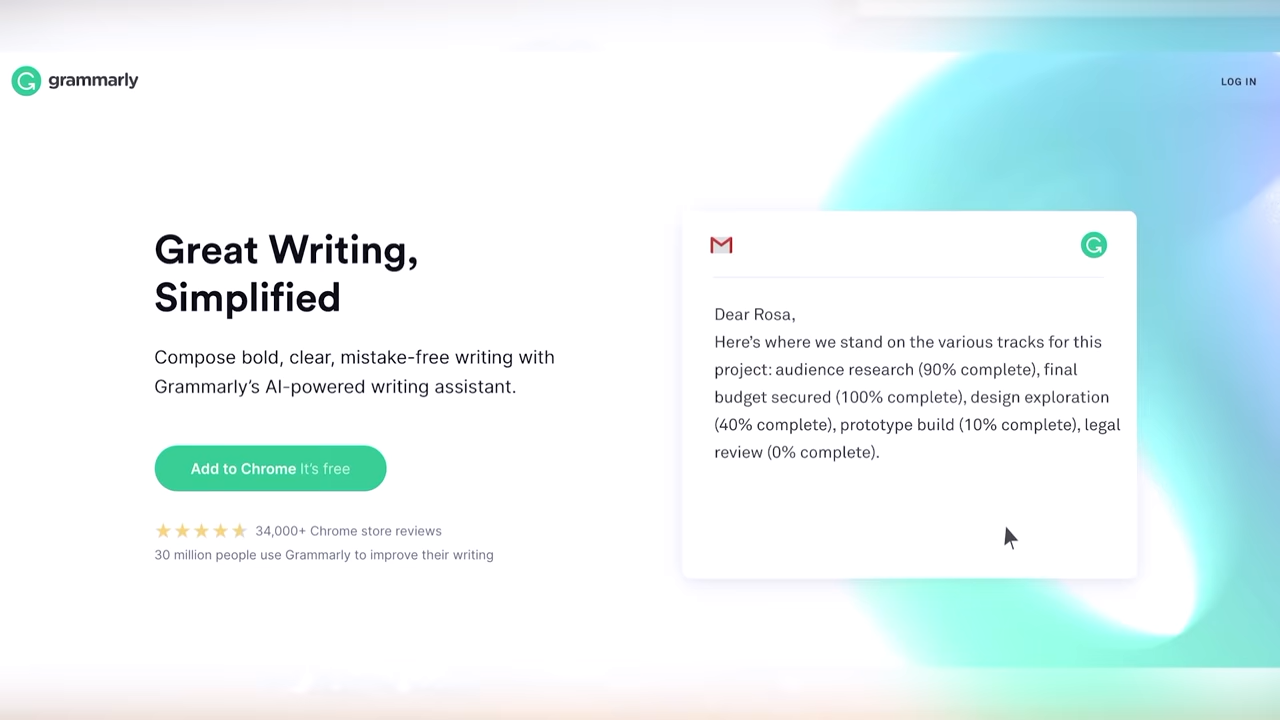 grammarly
LOG IN
Great Writing,
Simplified
Compose bold, clear, mistake-free writing with
Grammarly's AI-powered writing assistant.
Add to Chrome It's free
34,000+ Chrome store reviews
30 million people use Grammarly to improve their writing
Dear Rosa,
Here's where we stand on the various tracks for this
project: audience research (90% complete), final
budget secured (100% complete), design exploration
(40% complete), prototype build (10% complete), legal
review (0% complete).